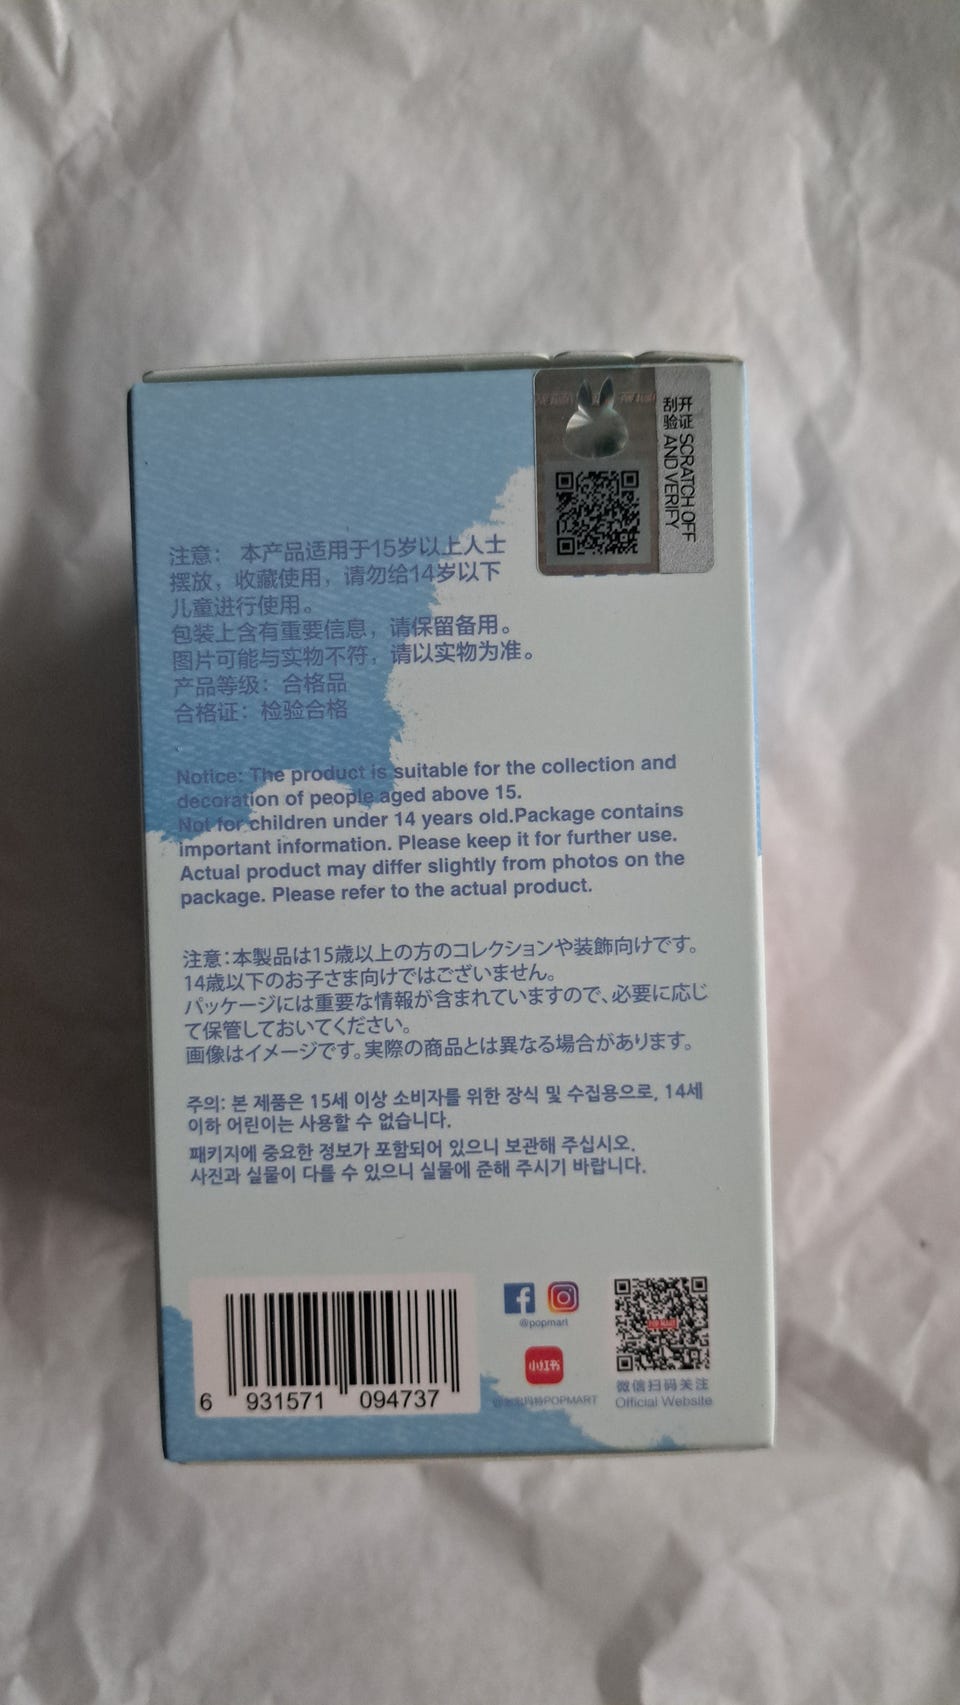 开 证 SCRATCH OFF
刮 验 AND VERIFY
注意： 本产品适用于15岁以上人士
摆放，收藏使用，请勿给14岁以下
儿童进行使用。
包装上含有重要信息，请保留备用。
图片可能与实物不符，请以实物为准。
产品等级：合格品
合格证：检验合格
Notice: The product is suitable for the collection and
decoration of people aged above 15.
Not for children under 14 years old.Package contains
important information. Please keep it for further use.
Actual product may differ slightly from photos on the
package. Please refer to the actual product.
注意：本製品は15歳以上の方のコレクションや装飾向けです。
14歳以下のお子さま向けではございません。
パッケージには重要な情報が含まれていますので、必要に応じ
て保管しておいてください。
画像はイメージです。実際の商品とは異なる場合があります。
주의: 본 제품은 15세 이상 소비자를 위한 장식 및 수집용으로, 14세
이하 어린이는 사용할 수 없습니다.
패키지에 중요한 정보가 포함되어 있으니 보관해 주십시오.
사진과 실물이 다를 수 있으니 실물에 준해 주시기 바랍니다.
6 931571 094737
@popmart
小红书
POPMART
POP MART
微信扫码关注
Official Website